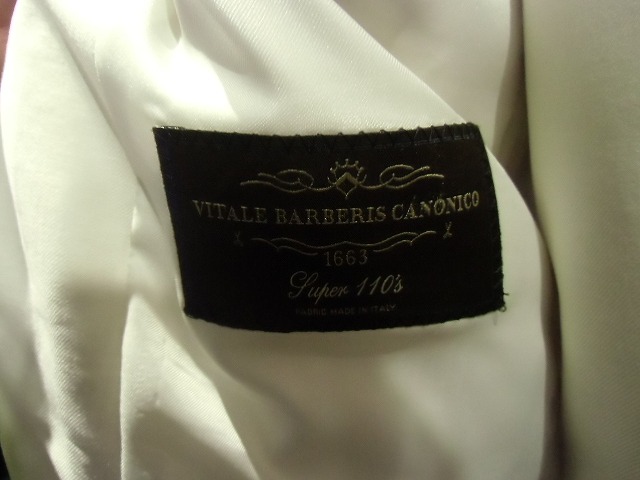 VITALE BARBERIS CANONICO
1663
Super 110's
FABRIC MADE IN ITALY